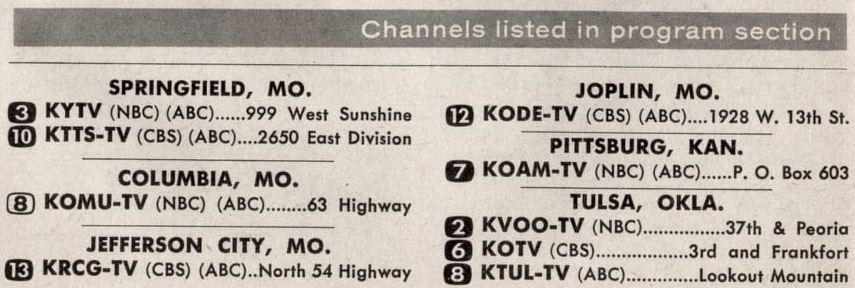 Channels listed in program section
SPRINGFIELD, MO.
3 KYTV (NBC) (ABC)......999 West Sunshine
10 KTTS-TV (CBS) (ABC)....2650 East Division
COLUMBIA, MO.
8 KOMU-TV (NBC) (ABC)........63 Highway
JEFFERSON CITY, MO.
13 KRCG-TV (CBS) (ABC)..North 54 Highway
JOPLIN, MO.
12 KODE-TV (CBS) (ABC)....1928 W. 13th St.
PITTSBURG, KAN.
7 KOAM-TV (NBC) (ABC)......P. O. Box 603
TULSA, OKLA.
2 KVOO-TV (NBC)...............37th & Peoria
6 KOTV (CBS).................3rd and Frankfort
8 KTUL-TV (ABC).............Lookout Mountain